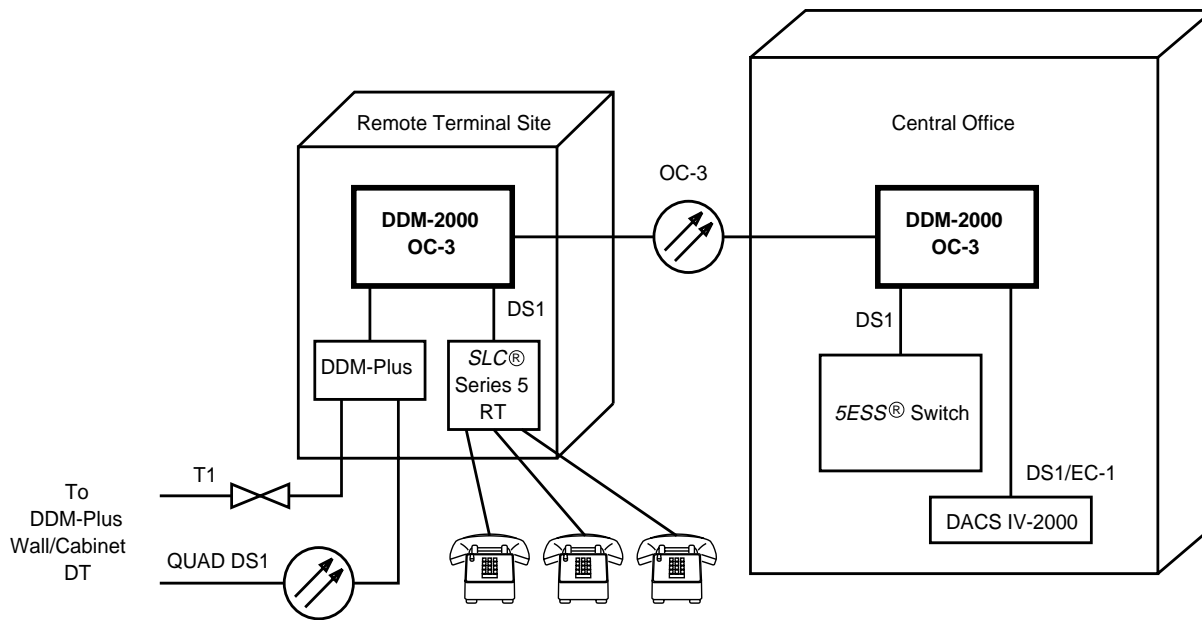 Remote Terminal Site
Central Office
OC-3
DDM-2000
OC-3
DDM-2000
OC-3
DS1
DS1
DDM-Plus
SLC®
Series 5
RT
5ESS® Switch
T1
To
DDM-Plus
Wall/Cabinet
DT
QUAD DS1
DS1/EC-1
DACS IV-2000